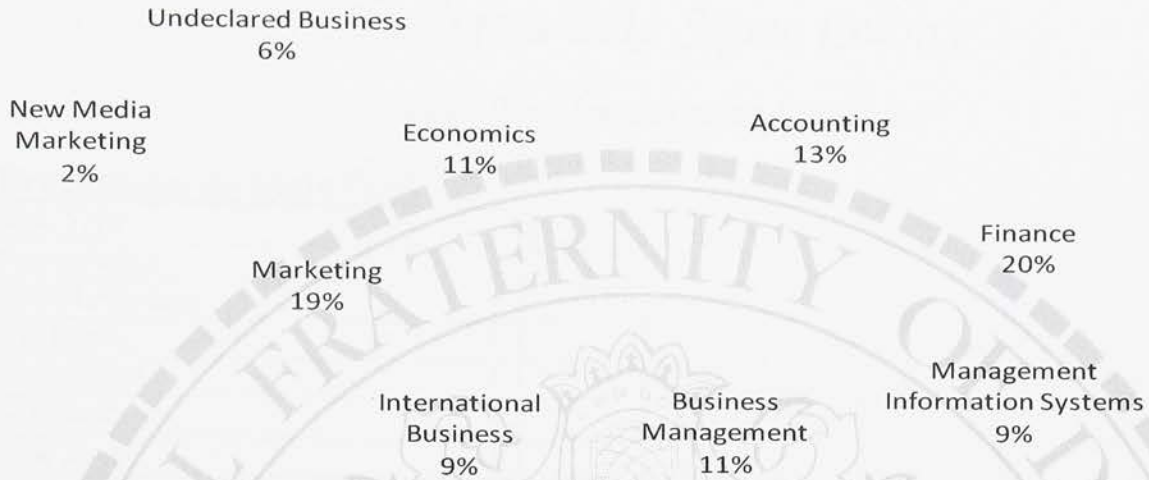 Undeclared Business
6%
New Media
Marketing
2%
Economics
11%
Accounting
13%
Finance
20%
Marketing
19%
Management
Information Systems
9%
International
Business
9%
Business
Management
11%
L FRATERNITY OF D